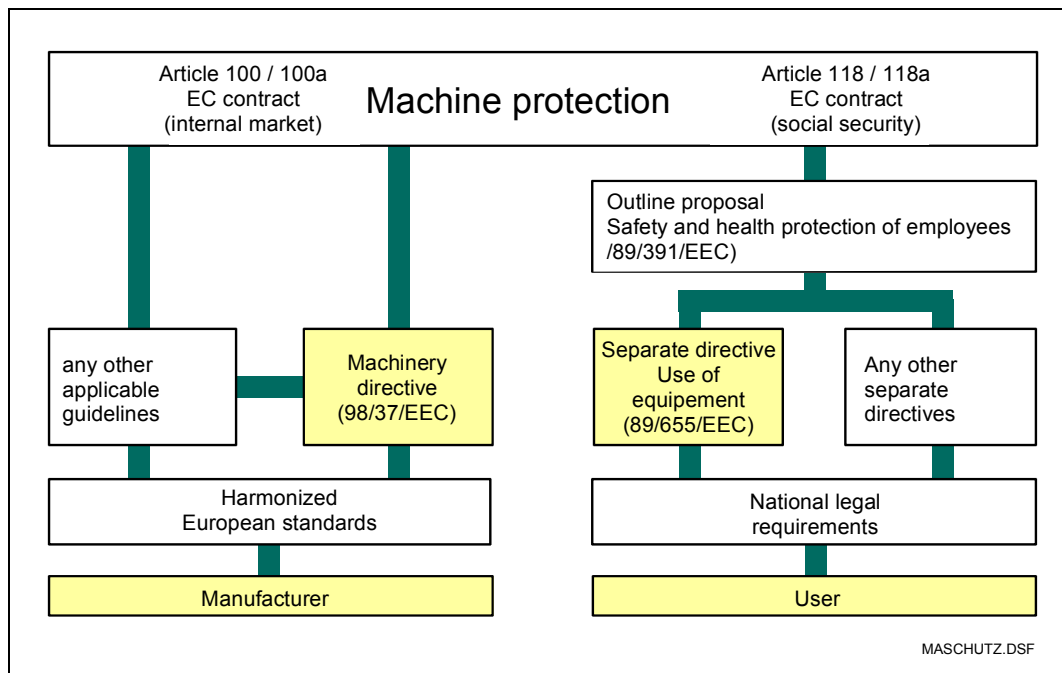 Article 100 / 100a
EC contract
(internal market)
Machine protection
Article 118 / 118a
EC contract
(social security)
Outline proposal
Safety and health protection of employees
/89/391/EEC)
any other
applicable
guidelines
Machinery
directive
(98/37/EEC)
Separate directive
Use of
equipement
(89/655/EEC)
Any other
separate
directives
Harmonized
European standards
National legal
requirements
Manufacturer
User
MASCHUTZ.DSF